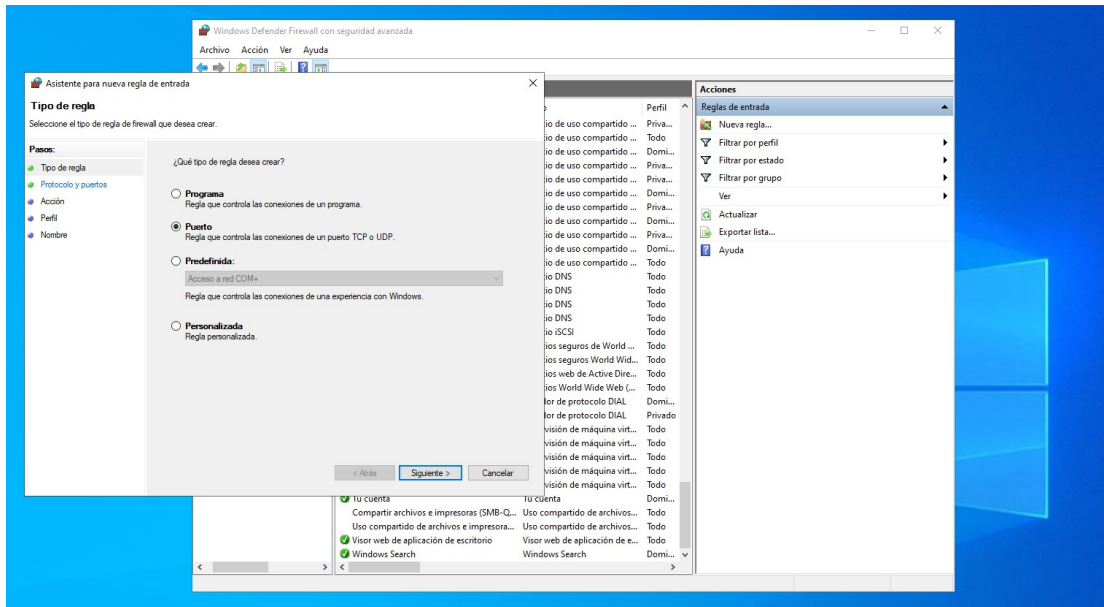 Windows Defender Firewall con seguridad avanzada
Archivo Acción Ver Ayuda
Asistente para nueva regla de entrada
Tipo de regla
Seleccione el tipo de regla de firewall que desea crear.
Pasos:
Tipo de regla
Protocolo y puertos
Acción
Perfil
Nombre
¿Qué tipo de regla desea crear?
Programa
Regla que controla las conexiones de un programa.
Puerto
Regla que controla las conexiones de un puerto TCP o UDP.
Predefinida:
Acceso a red COM+
Regla que controla las conexiones de una experiencia con Windows.
Personalizada
Regla personalizada.
< Atrás Siguiente > Cancelar
Perfil
io de uso compartido ... Priva...
io de uso compartido ... Todo
io de uso compartido ... Domi...
io de uso compartido ... Priva...
io de uso compartido ... Priva...
io de uso compartido ... Domi...
io de uso compartido ... Priva...
io de uso compartido ... Domi...
io de uso compartido ... Priva...
io de uso compartido ... Domi...
io de uso compartido ... Todo
io DNS Todo
io DNS Todo
io DNS Todo
io DNS Todo
io iSCSI Todo
ios seguros de World ... Todo
ios seguros World Wid... Todo
ios web de Active Dire... Todo
ios World Wide Web (... Todo
lor de protocolo DIAL Domi...
lor de protocolo DIAL Privado
visión de máquina virt... Todo
visión de máquina virt... Todo
visión de máquina virt... Todo
visión de máquina virt... Todo
visión de máquina virt... Todo
Tu cuenta Tu cuenta Domi...
Compartir archivos e impresoras (SMB-Q... Uso compartido de archivos... Todo
Uso compartido de archivos e impresora... Uso compartido de archivos... Todo
Visor web de aplicación de escritorio Visor web de aplicación de e... Todo
Windows Search Windows Search Domi...
Acciones
Reglas de entrada
Nueva regla...
Filtrar por perfil
Filtrar por estado
Filtrar por grupo
Ver
Actualizar
Exportar lista...
Ayuda